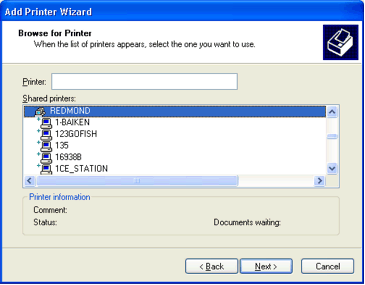 Add Printer Wizard
Browse for Printer
When the list of printers appears, select the one you want to use.
Printer:
Shared printers:
REDMOND
1-BAIKEN
123GOFISH
135
16938B
1CE_STATION
Printer information
Comment:
Status: Documents waiting:
< Back Next > Cancel